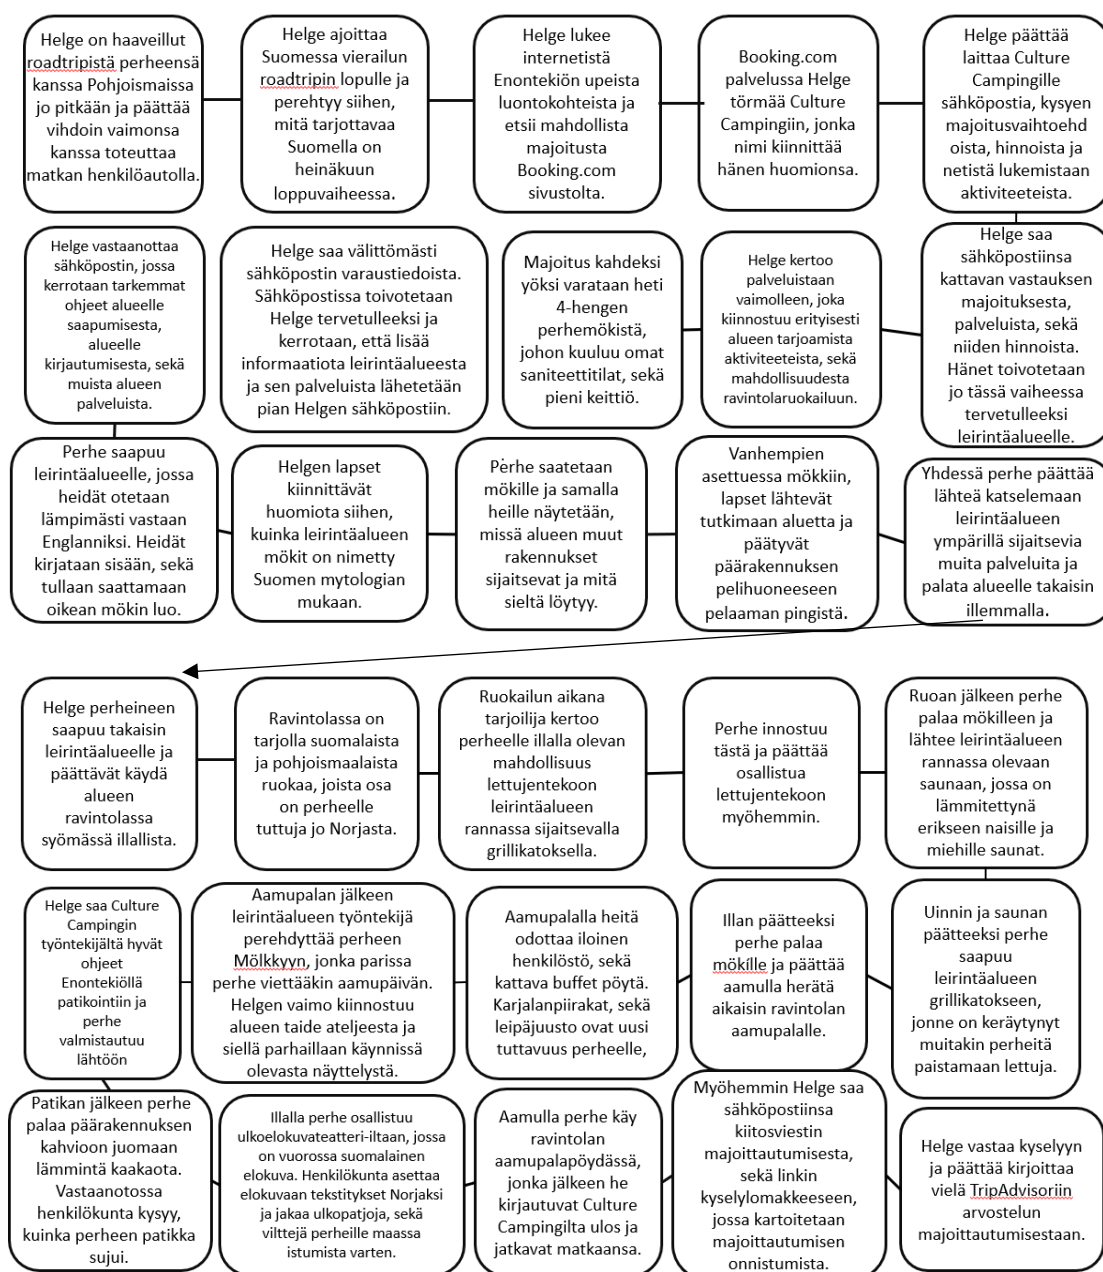 Helge on haaveillut
roadtripistä perheensä
kanssa Pohjoismaissa
jo pitkään ja päättää
vihdoin vaimonsa
kanssa toteuttaa
matkan henkilöautolla.
Helge ajoittaa
Suomessa vierailun
roadtripin lopulle ja
perehtyy siihen,
mitä tarjottavaa
Suomella on
heinäkuun
loppuvaiheessa.
Helge lukee
internetistä
Enontekiön upeista
luontokohteista ja
etsii mahdollista
majoitusta
Booking.com
sivustolta.
Booking.com
palvelussa Helge
törmää Culture
Campingiin, jonka
nimi kiinnittää
hänen huomionsa.
Helge päättää
laittaa Culture
Campingille
sähköpostia, kysyen
majoitusvaihtoehd
oista, hinnoista ja
netistä lukemistaan
aktiviteeteista.
Helge saa
sähköpostiinsa
kattavan vastauksen
majoituksesta,
palveluista, sekä
niiden hinnoista.
Hänet toivotetaan
jo tässä vaiheessa
tervetulleeksi
leirintäalueelle.
Helge kertoo
palveluistaan
vaimolleen, joka
kiinnostuu erityisesti
alueen tarjoamista
aktiviteeteista, sekä
mahdollisuudesta
ravintolaruokailuun.
Majoitus kahdeksi
yöksi varataan heti
4-hengen
perhemökistä,
johon kuuluu omat
saniteettitilat, sekä
pieni keittiö.
Helge saa välittömästi
sähköpostin varaustiedoista.
Sähköpostissa toivotetaan
Helge tervetulleeksi ja
kerrotaan, että lisää
informaatiota leirintäalueesta
ja sen palveluista lähetetään
pian Helgen sähköpostiin.
Helge vastaanottaa
sähköpostin, jossa
kerrotaan tarkemmat
ohjeet alueelle
saapumisesta,
alueelle
kirjautumisesta, sekä
muista alueen
palveluista.
Perhe saapuu
leirintäalueelle, jossa
heidät otetaan
lämpimästi vastaan
Englanniksi. Heidät
kirjataan sisään, sekä
tullaan saattamaan
oikean mökin luo.
Helgen lapset
kiinnittävät
huomiota siihen,
kuinka leirintäalueen
mökit on nimetty
Suomen mytologian
mukaan.
Perhe saatetaan
mökille ja samalla
heille näytetään,
missä alueen muut
rakennukset
sijaitsevat ja mitä
sieltä löytyy.
Vanhempien
asettuessa mökkiin,
lapset lähtevät
tutkimaan aluetta ja
päätyvät
päärakennuksen
pelihuoneeseen
pelaaman pingistä.
Yhdessä perhe päättää
lähteä katselemaan
leirintäalueen
ympärillä sijaitsevia
muita palveluita ja
palata alueelle takaisin
illemmalla.
Helge perheineen
saapuu takaisin
leirintäalueelle ja
päättävät käydä
alueen
ravintolassa
syömässä illallista.
Ravintolassa on
tarjolla suomalaista
ja pohjoismaalaista
ruokaa, joista osa
on perheelle
tuttuja jo Norjasta.
Ruokailun aikana
tarjoilija kertoo
perheelle illalla olevan
mahdollisuus
lettujentekoon
leirintäalueen
rannassa sijaitsevalla
grillikatoksella.
Perhe innostuu
tästä ja päättää
osallistua
lettujentekoon
myöhemmin.
Ruoan jälkeen perhe
palaa mökilleen ja
lähtee leirintäalueen
rannassa olevaan
saunaan, jossa on
lämmitettynä
erikseen naisille ja
miehille saunat.
Uinnin ja saunan
päätteeksi perhe
saapuu
leirintäalueen
grillikatokseen,
jonne on keräytynyt
muitakin perheitä
paistamaan lettuja.
Illan päätteeksi
perhe palaa
mökille ja päättää
aamulla herätä
aikaisin ravintolan
aamupalalle.
Aamupalalla heitä
odottaa iloinen
henkilöstö, sekä
kattava buffet pöytä.
Karjalanpiirakat, sekä
leipäjuusto ovat uusi
tuttavuus perheelle,
Aamupalan jälkeen
leirintäalueen työntekijä
perehdyttää perheen
Mölkkyyn, jonka parissa
perhe viettääkin aamupäivän.
Helgen vaimo kiinnostuu
alueen taide ateljeesta ja
siellä parhaillaan käynnissä
olevasta näyttelystä.
Helge saa Culture
Campingin
työntekijältä hyvät
ohjeet
Enontekiöllä
patikointiin ja
perhe
valmistautuu
lähtöön
Patikan jälkeen perhe
palaa päärakennuksen
kahvioon juomaan
lämmintä kaakaota.
Vastaanotossa
henkilökunta kysyy,
kuinka perheen patikka
sujui.
Illalla perhe osallistuu
ulkoelokuvateatteri-iltaan, jossa
on vuorossa suomalainen
elokuva. Henkilökunta asettaa
elokuvaan tekstitykset Norjaksi
ja jakaa ulkopatjoja, sekä
vilttejä perheille maassa
istumista varten.
Aamulla perhe käy
ravintolan
aamupalapöydässä,
jonka jälkeen he
kirjautuvat Culture
Campingilta ulos ja
jatkavat matkaansa.
Myöhemmin Helge saa
sähköpostiinsa
kiitosviestin
majoittautumisesta,
sekä linkin
kyselylomakkeeseen,
jossa kartoitetaan
majoittautumisen
onnistumista.
Helge vastaa kyselyyn
ja päättää kirjoittaa
vielä TripAdvisoriin
arvostelun
majoittautumisestaan.